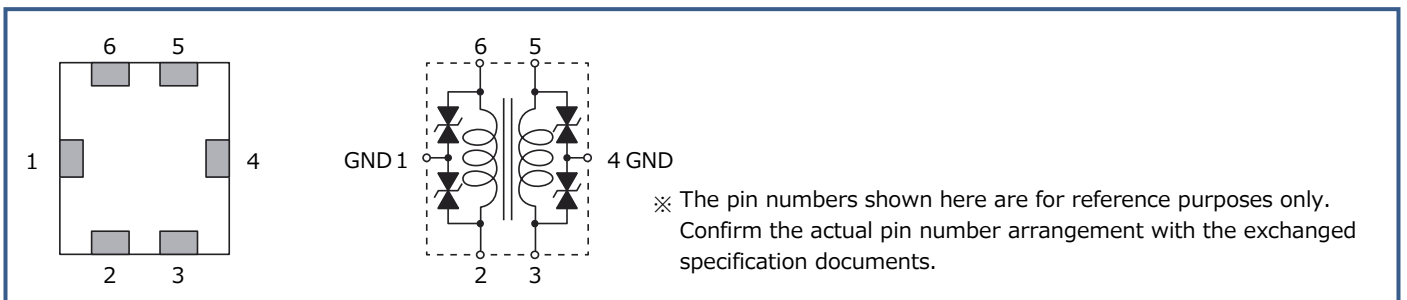 6 5
1 4
2 3
6 5
GND 1 4 GND
2 3
※ The pin numbers shown here are for reference purposes only.
Confirm the actual pin number arrangement with the exchanged
specification documents.